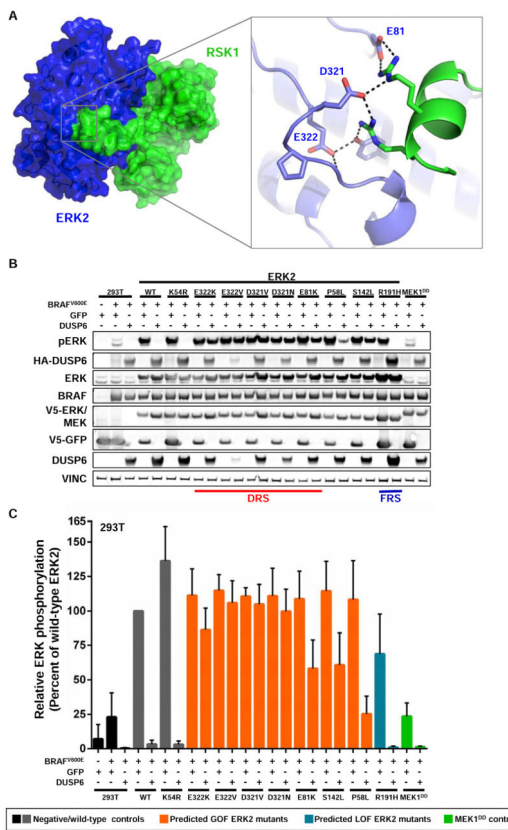 A
RSK1
ERK2
E81
D321
E322
B
ERK2
293T WT K54R E322K E322V D321V D321N E81K P58L S142L R191H MEK1DD
BRAFV600E - + + + + + + + + + + + + + + + + + + + + + + + +
GFP
DUSP6
pERK
HA-DUSP6
ERK
BRAF
V5-ERK/
MEK
V5-GFP
DUSP6
VINC
DRS FRS
C
293T
Relative ERK phosphorylation
(Percent of wild-type ERK2)
165
150
125
100
75
50
25
0
BRAFV600E - + + + + + + + + + + + + + + + + + + + + + + + +
GFP + + - + - + - + - + - + - + - + - + - + - + - + -
DUSP6 - - + - + - + - + - + - + - + - + - + - + - + - +
293T WT K54R E322K E322V D321V D321N E81K S142L P58L R191H MEK1DD
Negative/wild-type controls Predicted GOF ERK2 mutants Predicted LOF ERK2 mutants MEK1DD cont